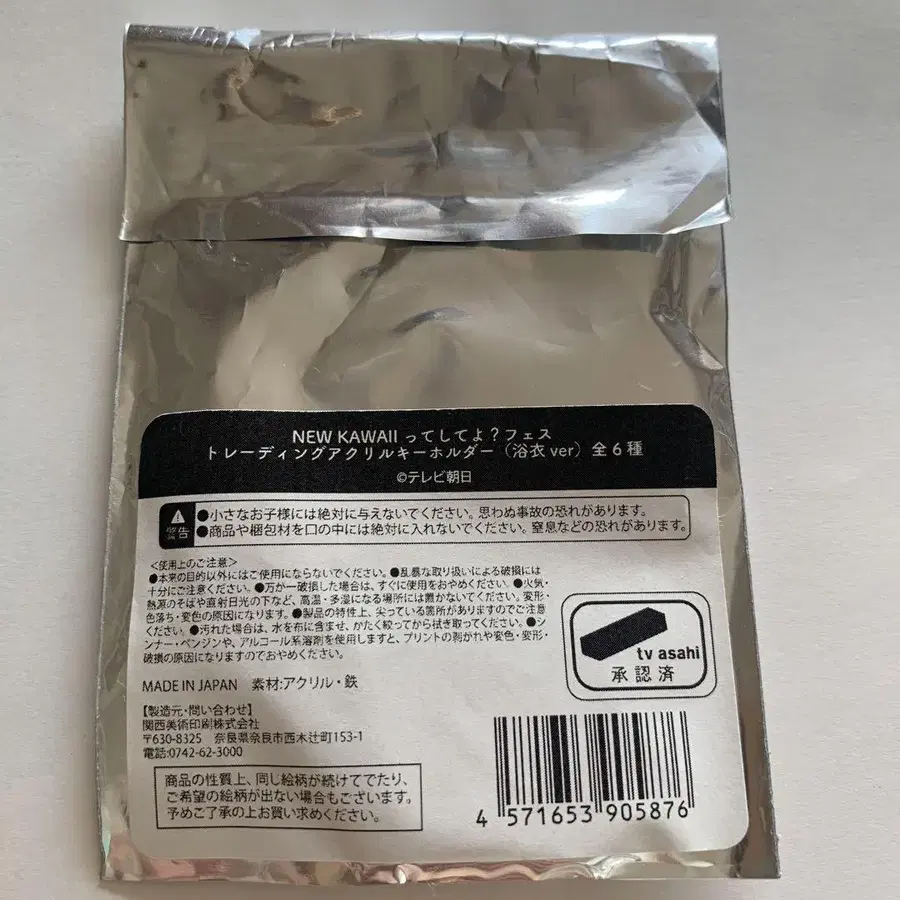 NEW KAWAII ってしてよ？フェス
トレーディングアクリルキーホルダー（浴衣 ver）全 6 種
©テレビ朝日
警告
●小さなお子様には絶対に与えないでください。思わぬ事故の恐れがあります。
●商品や梱包材を口の中には絶対に入れないでください。窒息などの恐れがあります。
＜使用上のご注意＞
●本来の目的以外にはご使用にならないでください。●乱暴な取り扱いによる破損には
十分にご注意ください。●万が一破損した場合は、すぐに使用をおやめください。●火気・
熱源のそばや直射日光の下など、高温・多湿になる場所には置かないでください。変形・
色落ち・変色の原因になります。●製品の特性上、尖っている箇所がありますのでご注意
ください。●汚れた場合は、水を布に含ませ、かたく絞ってから拭き取ってください。●シ
ンナー・ベンジンや、アルコール系溶剤を使用しますと、プリントの剥がれや変色・変形・
破損の原因になりますのでおやめください。
tv asahi
承認済
MADE IN JAPAN 素材:アクリル・鉄
【製造元・問い合わせ】
関西美術印刷株式会社
〒630-8325 奈良県奈良市西木辻町153-1
電話:0742-62-3000
商品の性質上、同じ絵柄が続けてでたり、
ご希望の絵柄が出ない場合もございます。
予めご了承の上お買い求めください。
4 571653 905876